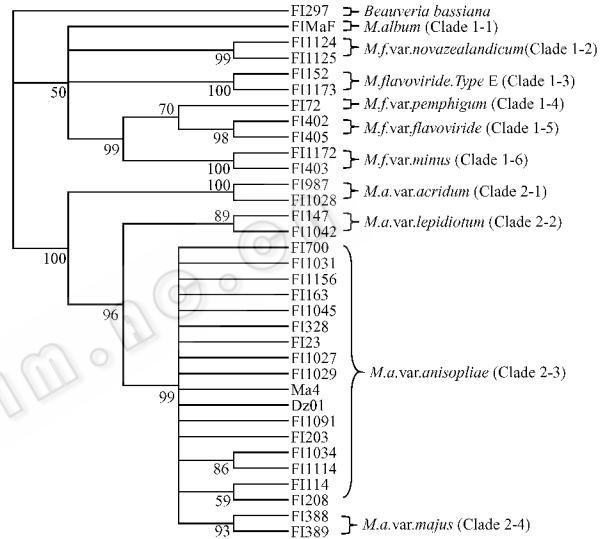 FI297 Beauveria bassiana
FIMaF M.album (Clade 1-1)
FI1124
FI1125
99
M.f.var.novazealandicum(Clade 1-2)
50
FI152
FI1173
100
M.flavoviride.Type E (Clade 1-3)
70
FI72 M.f.var.pemphigum (Clade 1-4)
FI402
FI405
98
M.f.var.flavoviride (Clade 1-5)
99
FI1172
FI403
100
M.f.var.minus (Clade 1-6)
100
FI987
FI1028
M.a.var.acridum (Clade 2-1)
89
FI147
FI1042
M.a.var.lepidiotum (Clade 2-2)
100
FI700
FI1031
FI1156
FI163
FI1045
96
FI328
FI23
FI1027
FI1029
M.a.var.anisopliae (Clade 2-3)
Ma4
99
Dz01
FI1091
FI203
FI1034
FI1114
86
FI114
FI208
59
FI388
FI389
93
M.a.var.majus (Clade 2-4)